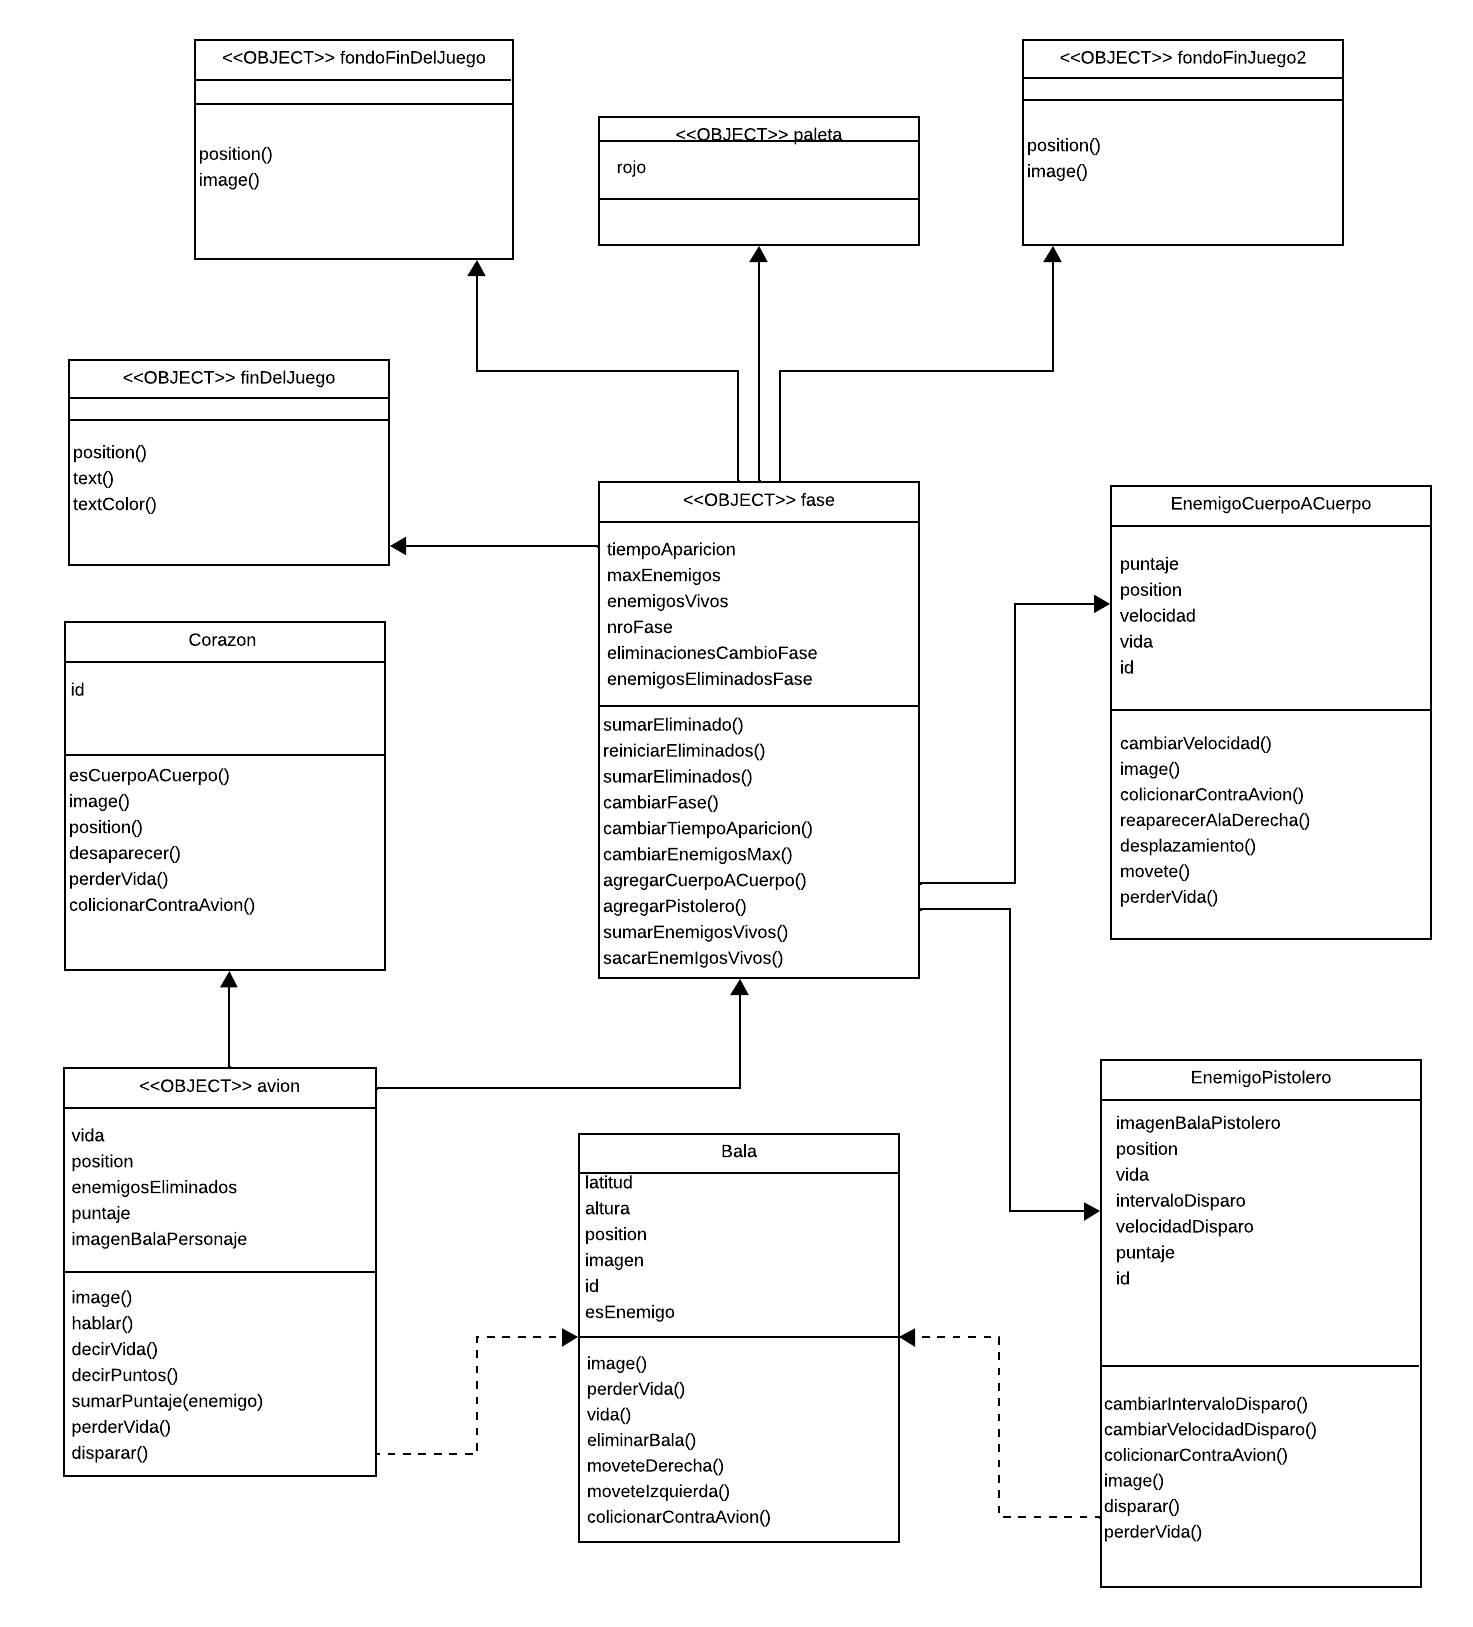 <<OBJECT>> fondoFinDelJuego
position()
image()
<<OBJECT>> paleta
rojo
<<OBJECT>> fondoFinJuego2
position()
image()
<<OBJECT>> finDelJuego
position()
text()
textColor()
<<OBJECT>> fase
tiempoAparicion
maxEnemigos
enemigosVivos
nroFase
eliminacionesCambioFase
enemigosEliminadosFase
sumarEliminado()
reiniciarEliminados()
sumarEliminados()
cambiarFase()
cambiarTiempoAparicion()
cambiarEnemigosMax()
agregarCuerpoACuerpo()
agregarPistolero()
sumarEnemigosVivos()
sacarEnemIgosVivos()
EnemigoCuerpoACuerpo
puntaje
position
velocidad
vida
id
cambiarVelocidad()
image()
colicionarContraAvion()
reaparecerAlaDerecha()
desplazamiento()
movete()
perderVida()
Corazon
id
esCuerpoACuerpo()
image()
position()
desaparecer()
perderVida()
colicionarContraAvion()
<<OBJECT>> avion
vida
position
enemigosEliminados
puntaje
imagenBalaPersonaje
image()
hablar()
decirVida()
decirPuntos()
sumarPuntaje(enemigo)
perderVida()
disparar()
Bala
latitud
altura
position
imagen
id
esEnemigo
image()
perderVida()
vida()
eliminarBala()
moveteDerecha()
moveteIzquierda()
colicionarContraAvion()
EnemigoPistolero
imagenBalaPistolero
position
vida
intervaloDisparo
velocidadDisparo
puntaje
id
cambiarIntervaloDisparo()
cambiarVelocidadDisparo()
colicionarContraAvion()
image()
disparar()
perderVida()